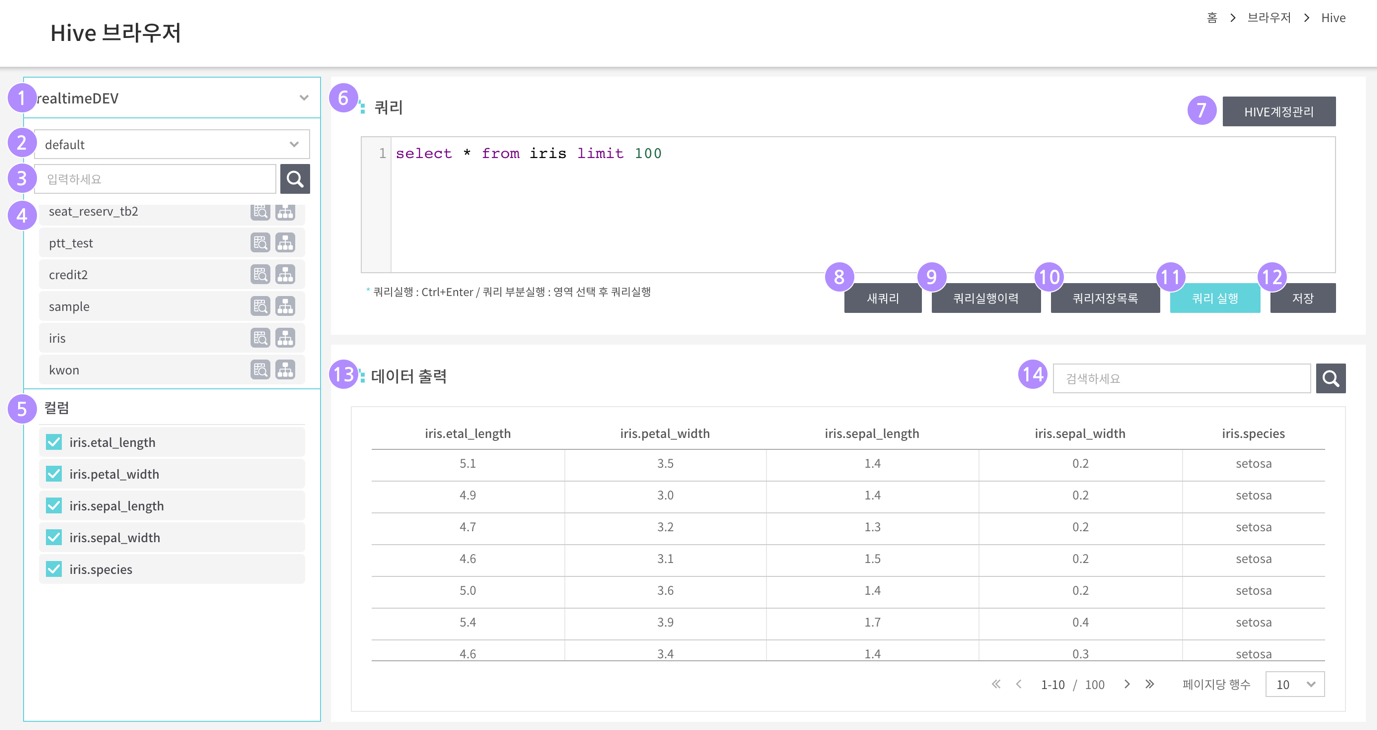 Hive 브라우저
홈 > 브라우저 > Hive
1 realtimeDEV
2 default
3 입력하세요
4 seat_reserv_tb2
ptt_test
credit2
sample
iris
kwon
5 컬럼
iris.etal_length
iris.petal_width
iris.sepal_length
iris.sepal_width
iris.species
6 쿼리
7 HIVE계정관리
1 select * from iris limit 100
* 쿼리실행 : Ctrl+Enter / 쿼리 부분실행 : 영역 선택 후 쿼리실행
8 새쿼리 9 쿼리실행이력 10 쿼리저장목록 11 쿼리 실행 12 저장
13 데이터 출력
14 검색하세요
iris.etal_length iris.petal_width iris.sepal_length iris.sepal_width iris.species
5.1 3.5 1.4 0.2 setosa
4.9 3.0 1.4 0.2 setosa
4.7 3.2 1.3 0.2 setosa
4.6 3.1 1.5 0.2 setosa
5.0 3.6 1.4 0.2 setosa
5.4 3.9 1.7 0.4 setosa
4.6 3.4 1.4 0.3 setosa
« < 1-10 / 100 > » 페이지당 행수 10